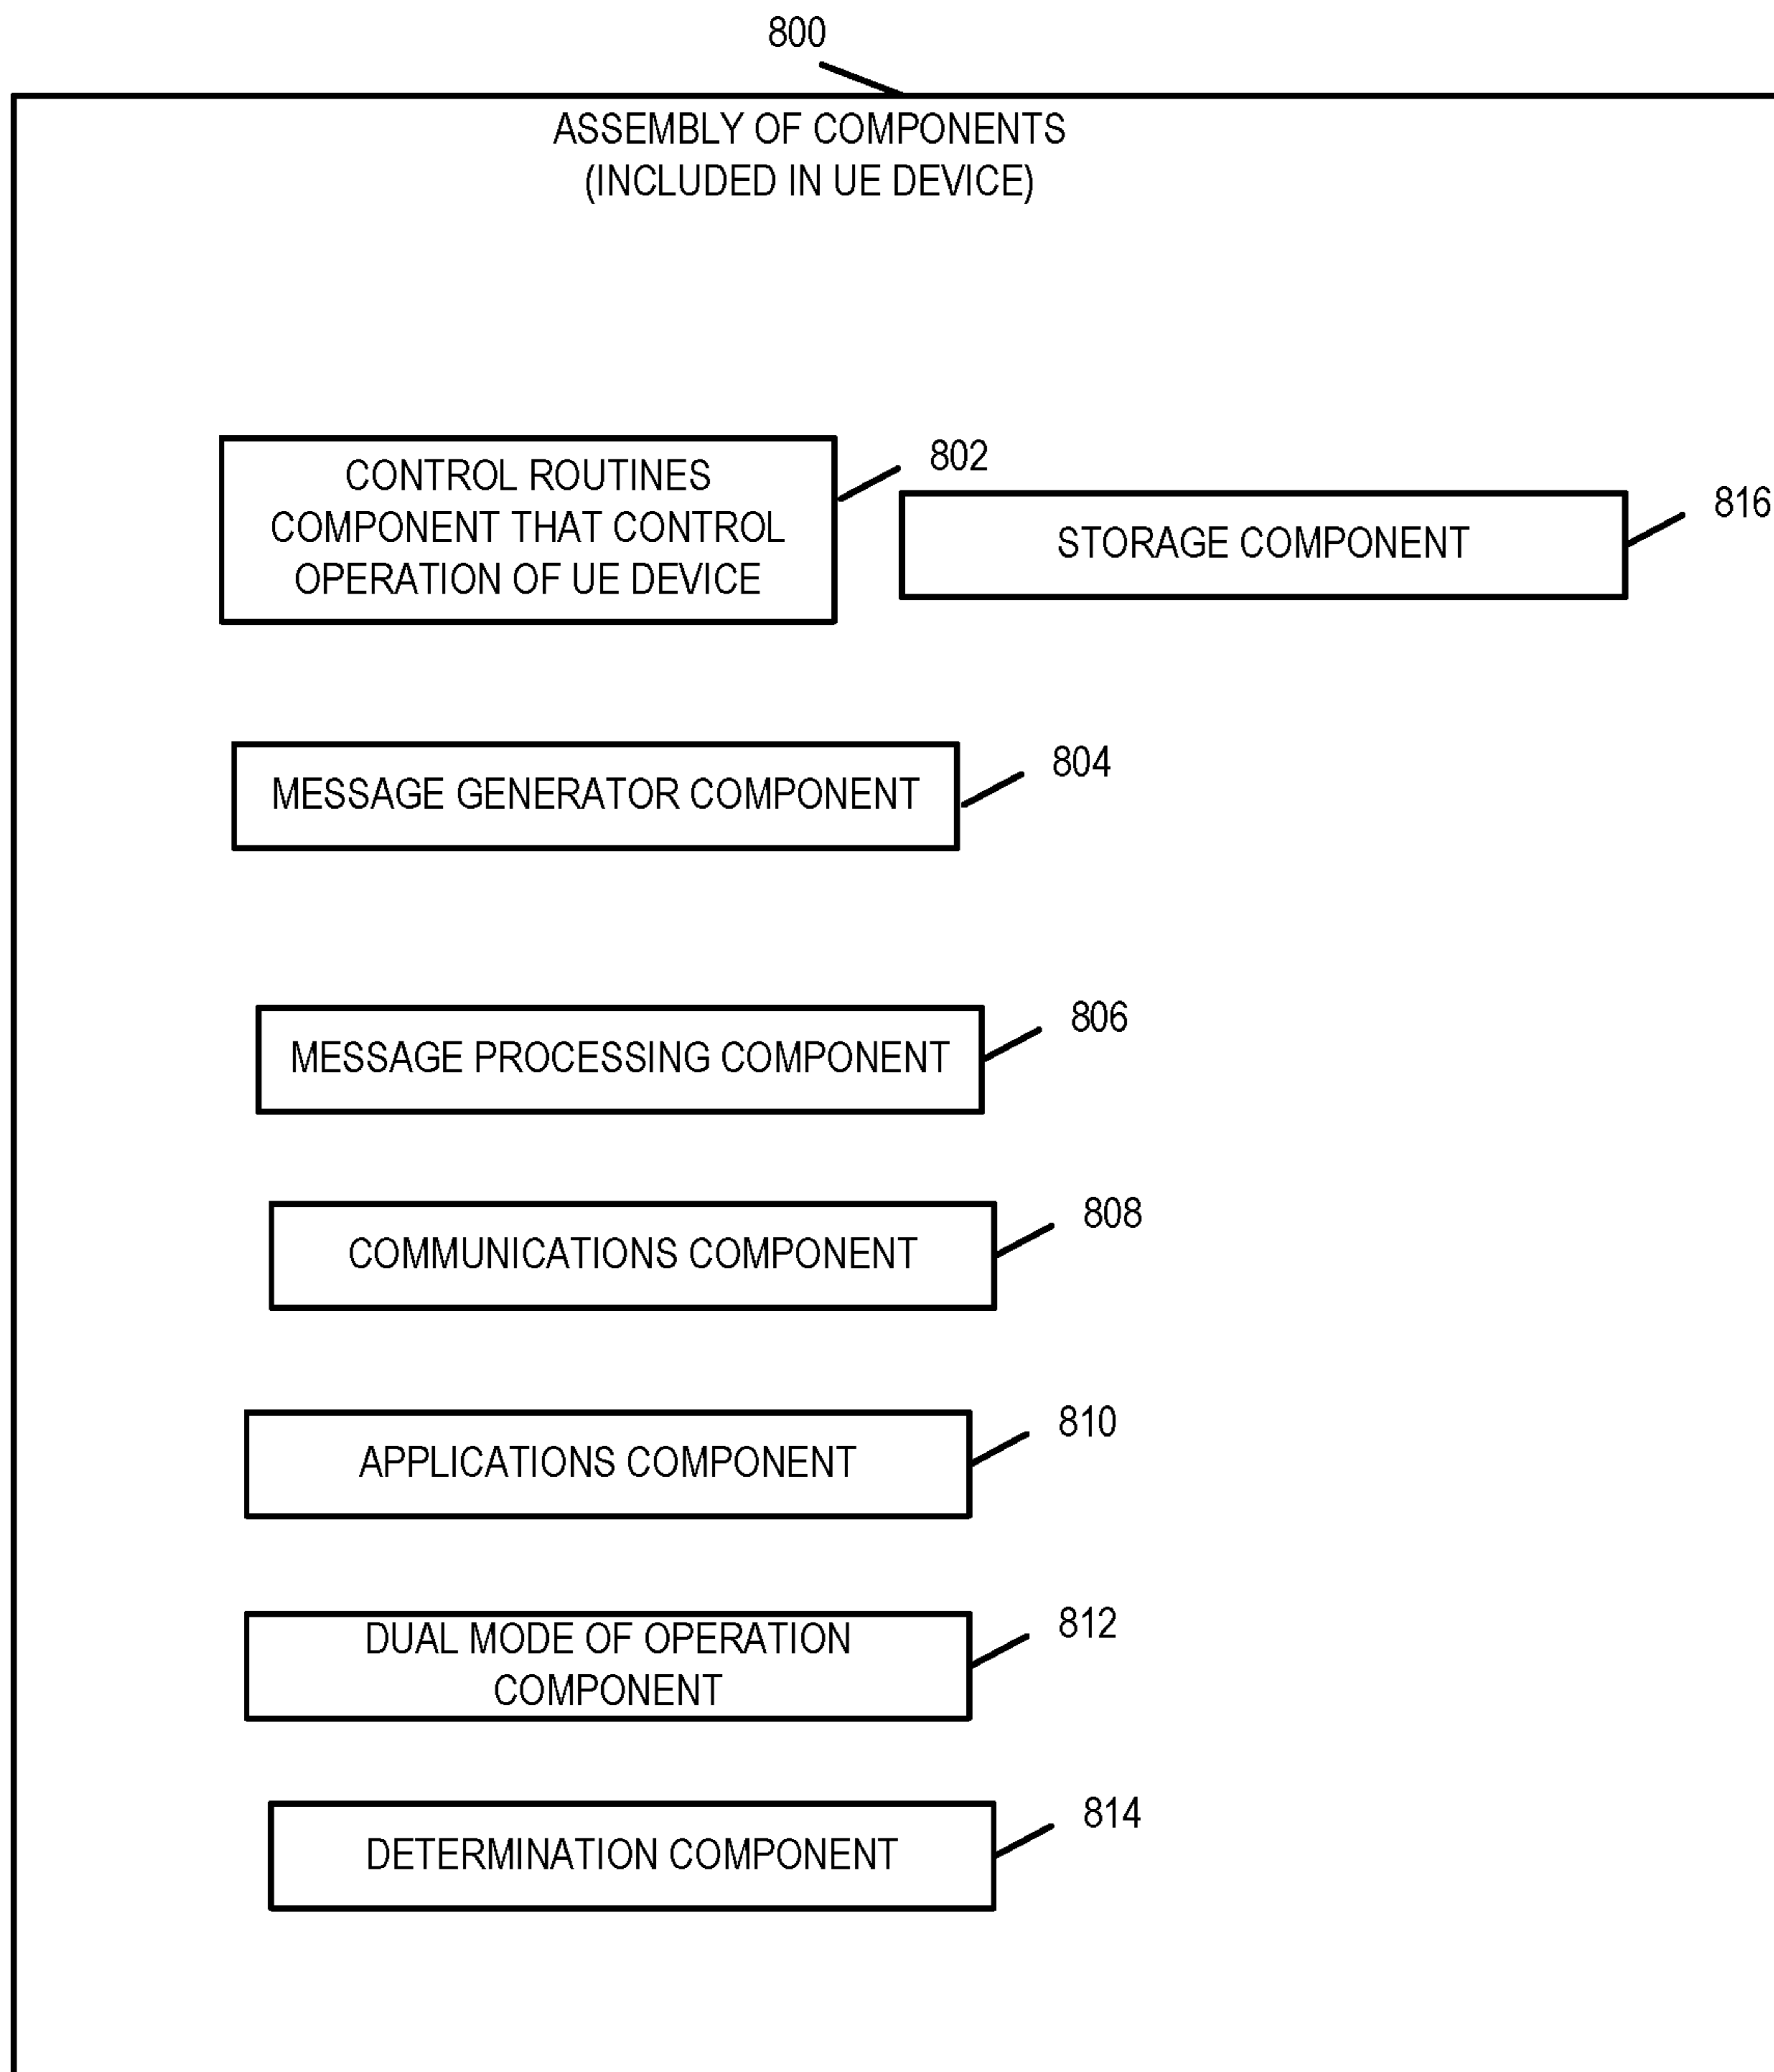 800
ASSEMBLY OF COMPONENTS
(INCLUDED IN UE DEVICE)
CONTROL ROUTINES
COMPONENT THAT CONTROL
OPERATION OF UE DEVICE
802
STORAGE COMPONENT
816
MESSAGE GENERATOR COMPONENT
804
MESSAGE PROCESSING COMPONENT
806
COMMUNICATIONS COMPONENT
808
APPLICATIONS COMPONENT
810
DUAL MODE OF OPERATION
COMPONENT
812
DETERMINATION COMPONENT
814